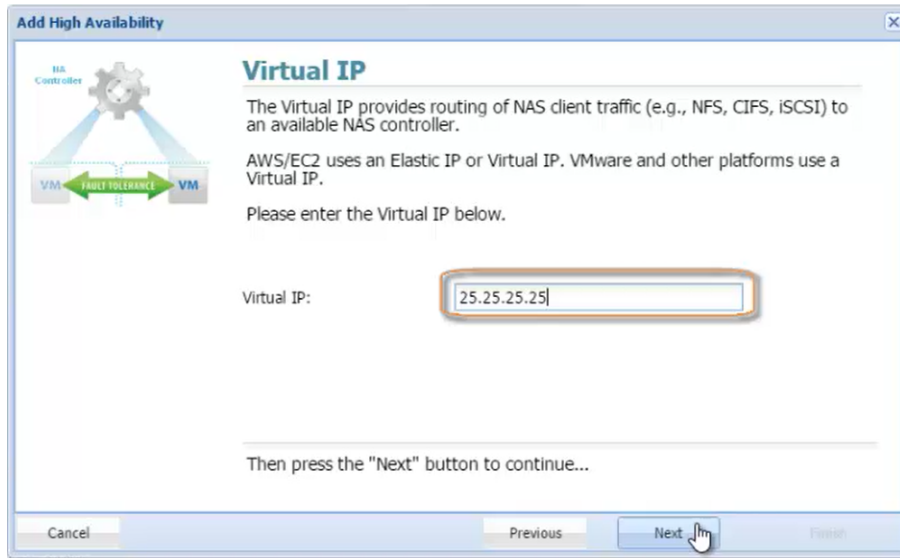 Add High Availability
HA
Controller
VM
FAULT TOLERANCE
VM
Virtual IP
The Virtual IP provides routing of NAS client traffic (e.g., NFS, CIFS, iSCSI) to
an available NAS controller.
AWS/EC2 uses an Elastic IP or Virtual IP. VMware and other platforms use a
Virtual IP.
Please enter the Virtual IP below.
Virtual IP:
25.25.25.25
Then press the "Next" button to continue...
Cancel
Previous
Next
Finish